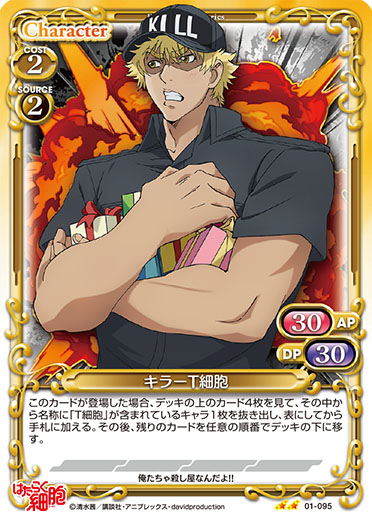 Character
KILL
COST
2
SOURCE
2
30 AP
DP 30
キラーT細胞
このカードが登場した場合、デッキの上のカード4枚を見て、その中
から名称に「T細胞」が含まれているキャラ1枚を抜き出し、表にしてから
手札に加える。その後、残りのカードを任意の順番でデッキの下に移
す。
俺たちゃ殺し屋なんだよ!!
はたらく
細胞
01-095
©清水茜/講談社・アニプレックス・davidproduction